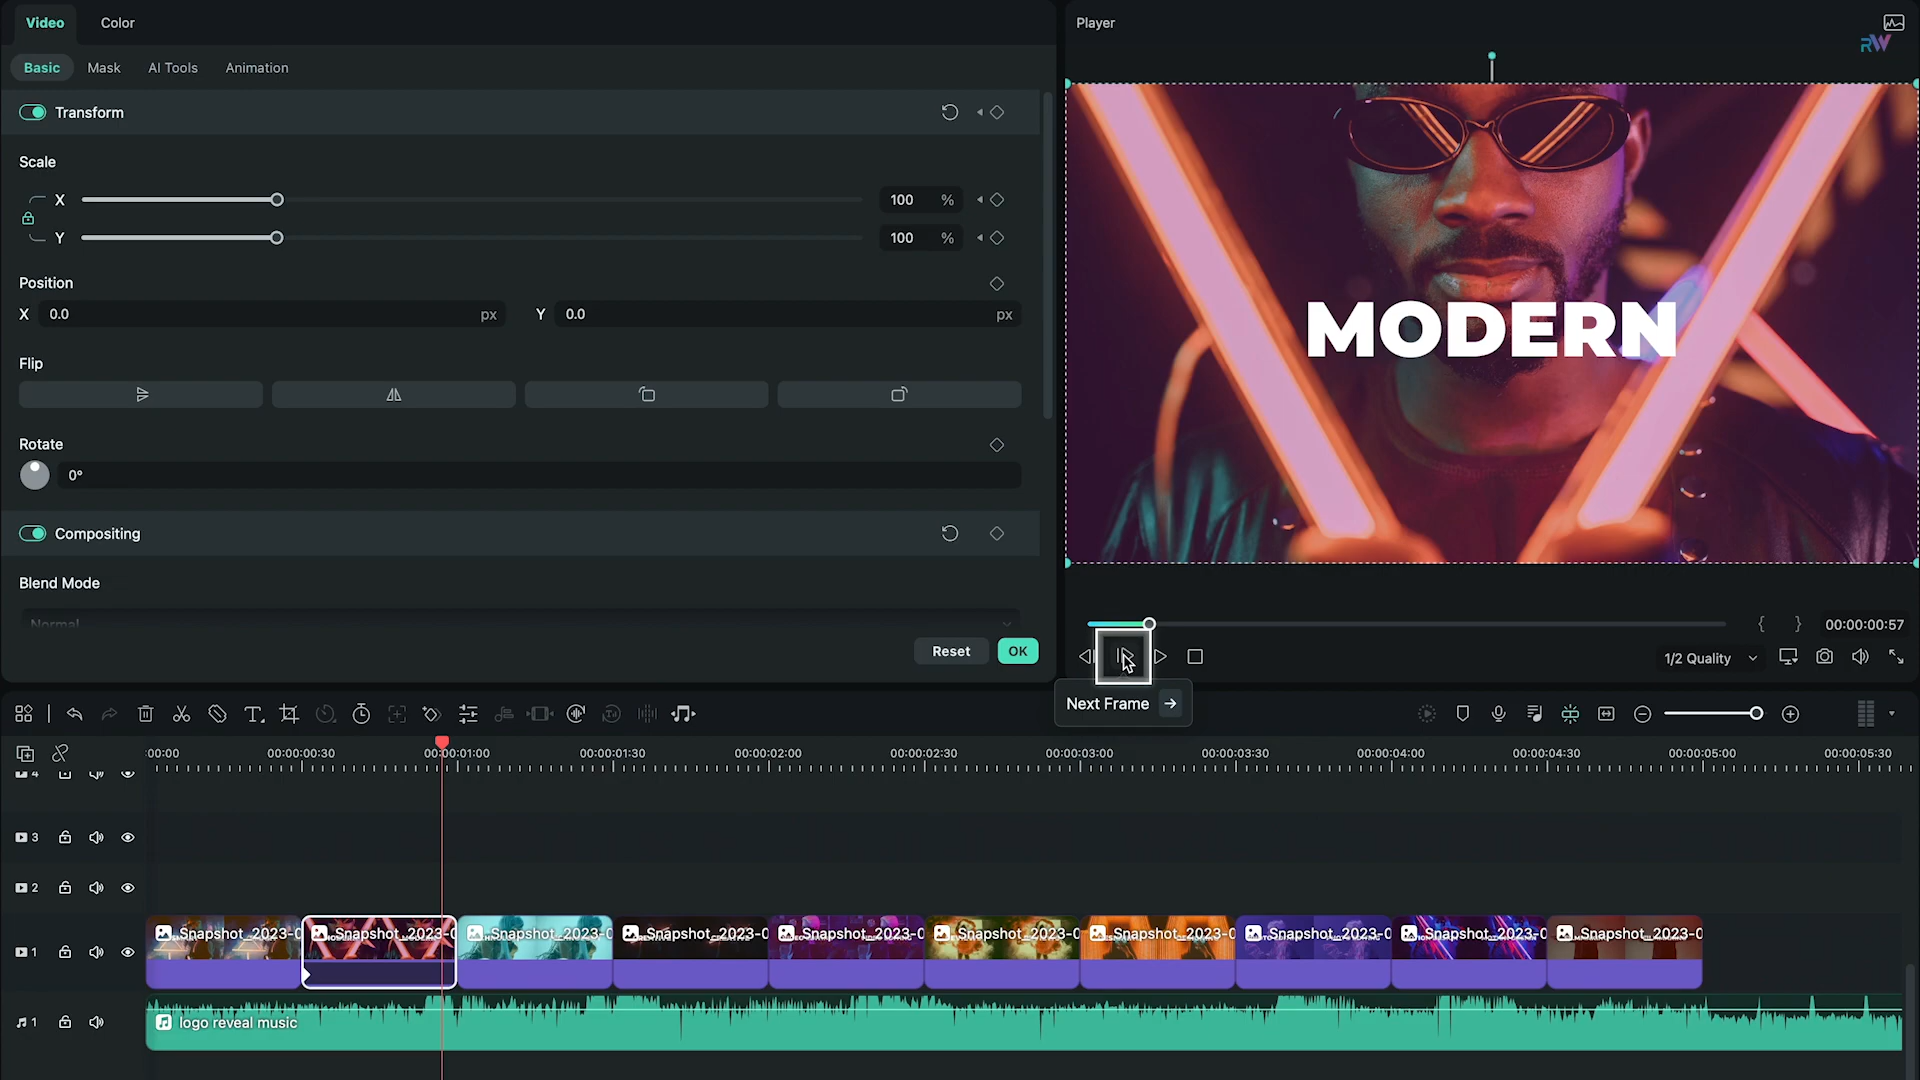 Video Color
Player
RW
Basic Mask AI Tools Animation
Transform
Scale
X 100 %
Y 100 %
Position
X 0.0 px Y 0.0 px
Flip
Rotate
0°
Compositing
Blend Mode
Normal
Reset OK
MODERN
{ } 00:00:00:57
1/2 Quality
Next Frame →
:00:00 00:00:00:30 00:00:01:00 00:00:01:30 00:00:02:00 00:00:02:30 00:00:03:00 00:00:03:30 00:00:04:00 00:00:04:30 00:00:05:00 00:00:05:30
4
3
2
1
Snapshot_2023-0 Snapshot_2023-0 Snapshot_2023-0 Snapshot_2023-0 Snapshot_2023-0 Snapshot_2023-0 Snapshot_2023-0 Snapshot_2023-0 Snapshot_2023-0 Snapshot_2023-0
1 logo reveal music